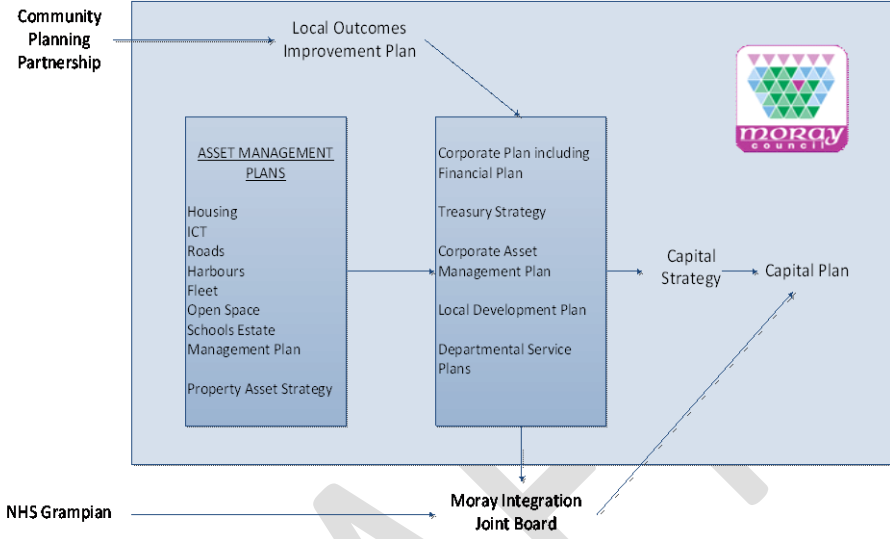 Community
Planning
Partnership
Local Outcomes
Improvement Plan
moray
council
ASSET MANAGEMENT
PLANS
Housing
ICT
Roads
Harbours
Fleet
Open Space
Schools Estate
Management Plan
Property Asset Strategy
Corporate Plan including
Financial Plan
Treasury Strategy
Corporate Asset
Management Plan
Local Development Plan
Departmental Service
Plans
Capital
Strategy
Capital Plan
NHS Grampian
Moray Integration
Joint Board